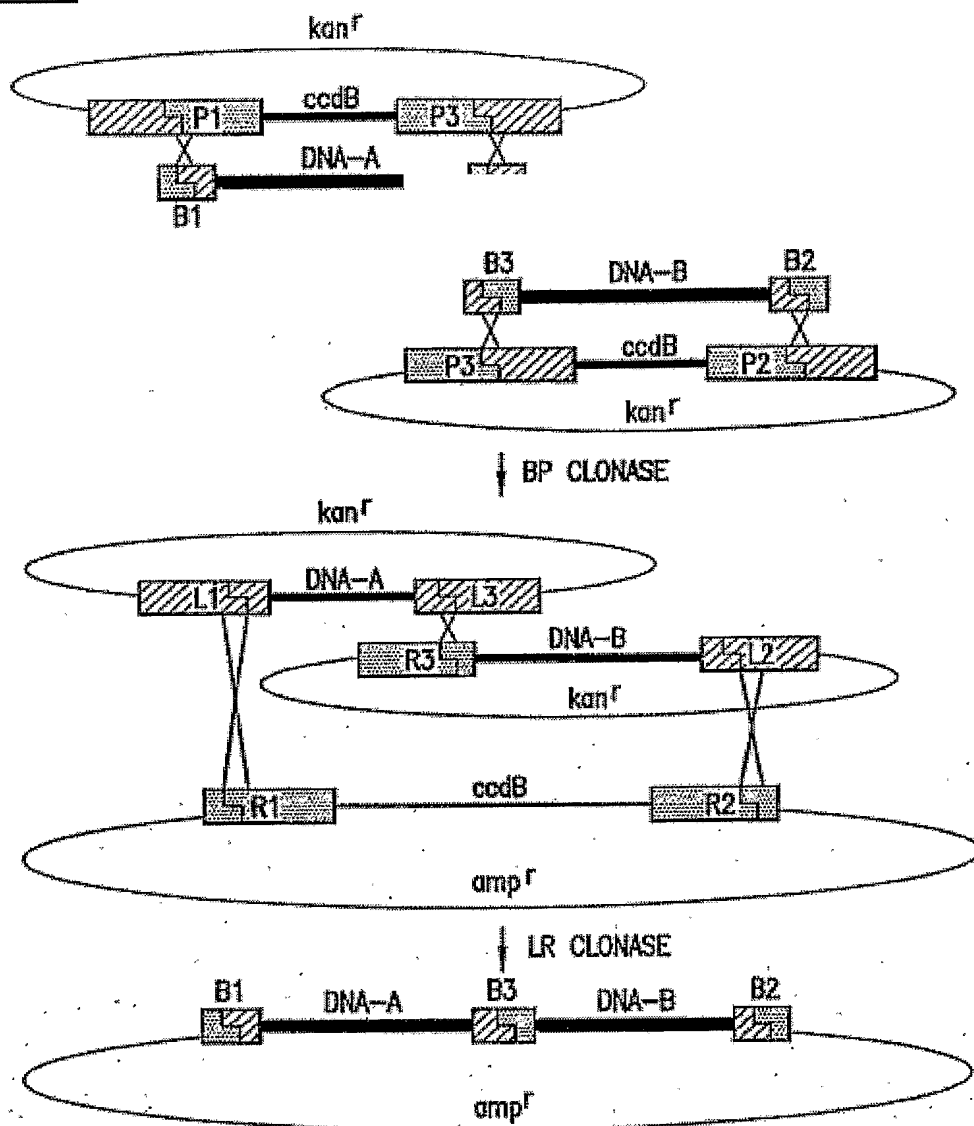 kanr
P1 ccdB P3
DNA-A
B1
B3 DNA-B B2
P3 ccdB P2
kanr
BP CLONASE
kanr
L1 DNA-A L3
R3 DNA-B L2
kanr
R1 ccdB R2
ampr
LR CLONASE
B1 DNA-A B3 DNA-B B2
ampr